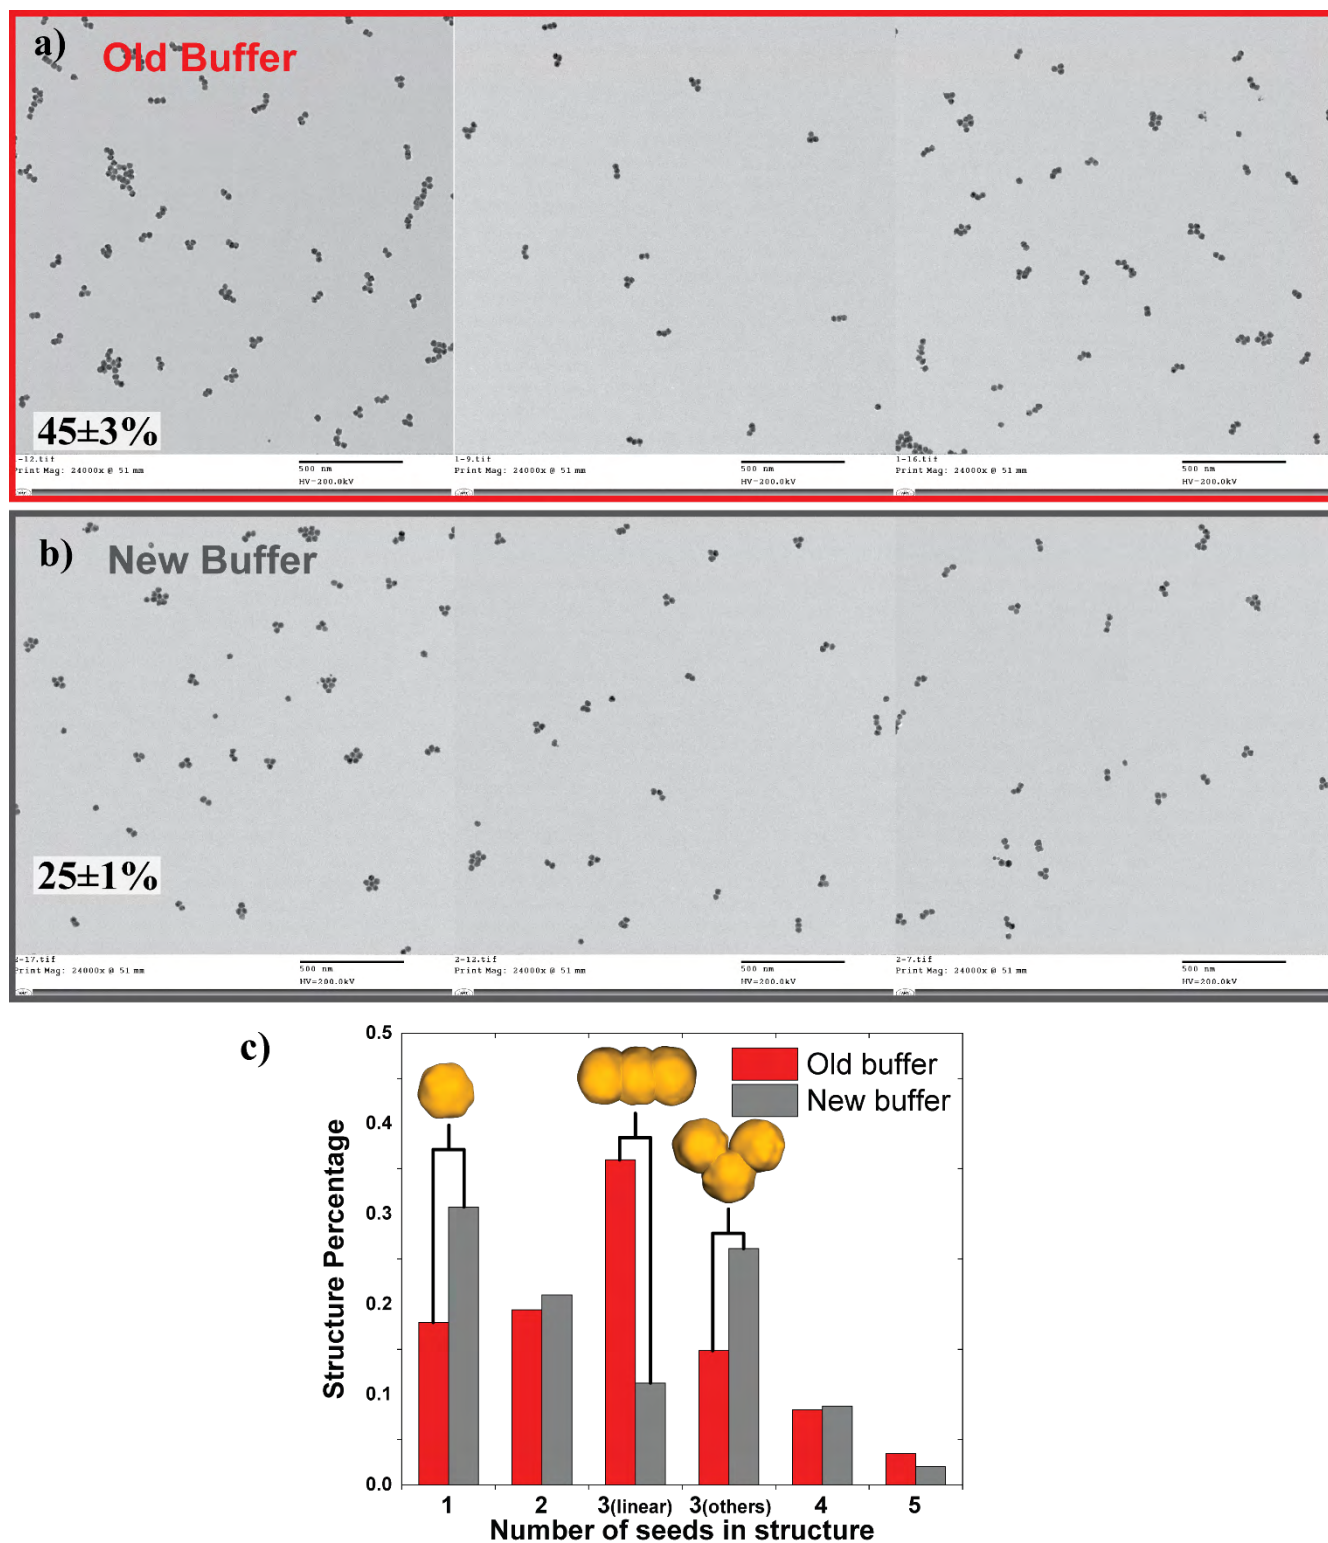 a)
Old Buffer
45±3%
-12.tif
Print Mag: 24000x @ 51 mm
500 nm
HV=200.0kV
1-9.tif
Print Mag: 24000x @ 51 mm
500 nm
HV=200.0kV
1-16.tif
Print Mag: 24000x @ 51 mm
500 nm
HV=200.0kV
b)
New Buffer
25±1%
2-17.tif
Print Mag: 24000x @ 51 mm
500 nm
HV=200.0kV
2-12.tif
Print Mag: 24000x @ 51 mm
500 nm
HV=200.0kV
2-7.tif
Print Mag: 24000x @ 51 mm
500 nm
HV=200.0kV
c)
Old buffer
New buffer
Structure Percentage
0.5
0.4
0.3
0.2
0.1
0.0
1 2 3(linear) 3(others) 4 5
Number of seeds in structure